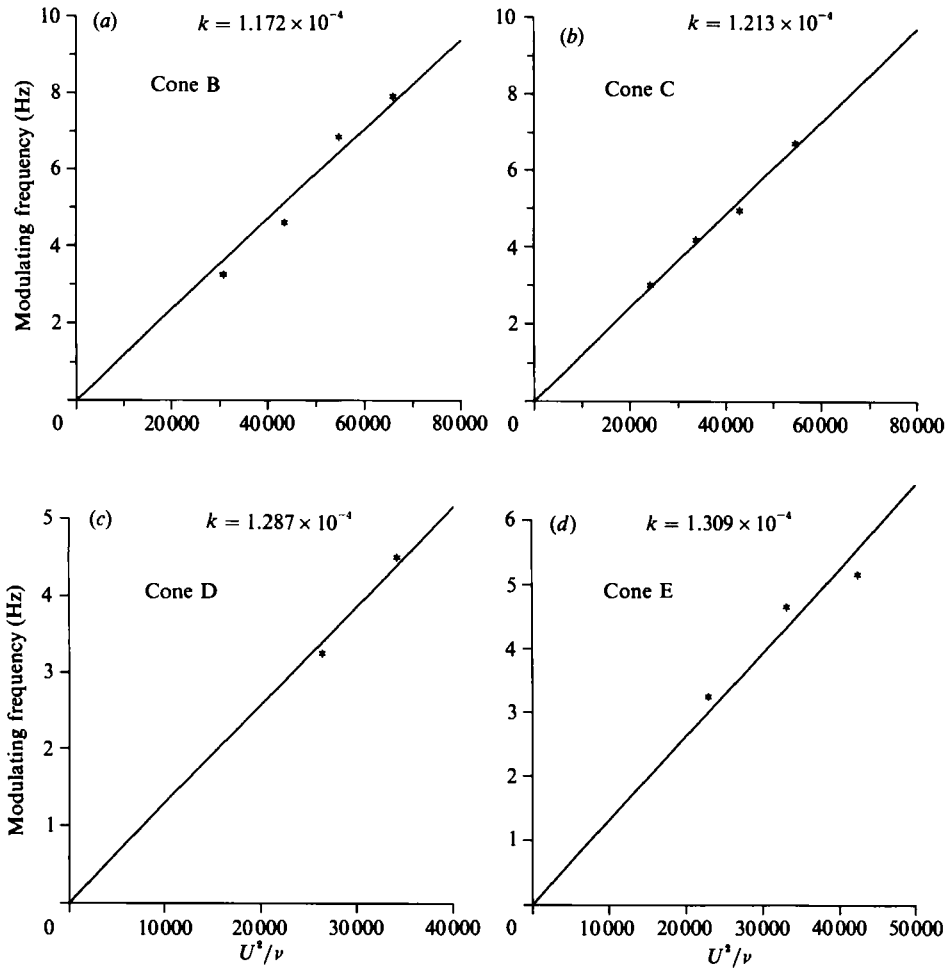 (a) k = 1.172 × 10⁻⁴
Cone B
Modulating frequency (Hz)
10
8
6
4
2
0 20000 40000 60000 80000
(b) k = 1.213 × 10⁻⁴
Cone C
10
8
6
4
2
0 20000 40000 60000 80000
(c) k = 1.287 × 10⁻⁴
Cone D
Modulating frequency (Hz)
5
4
3
2
1
0 10000 20000 30000 40000
U²/ν
(d) k = 1.309 × 10⁻⁴
Cone E
6
5
4
3
2
1
0 10000 20000 30000 40000 50000
U²/ν